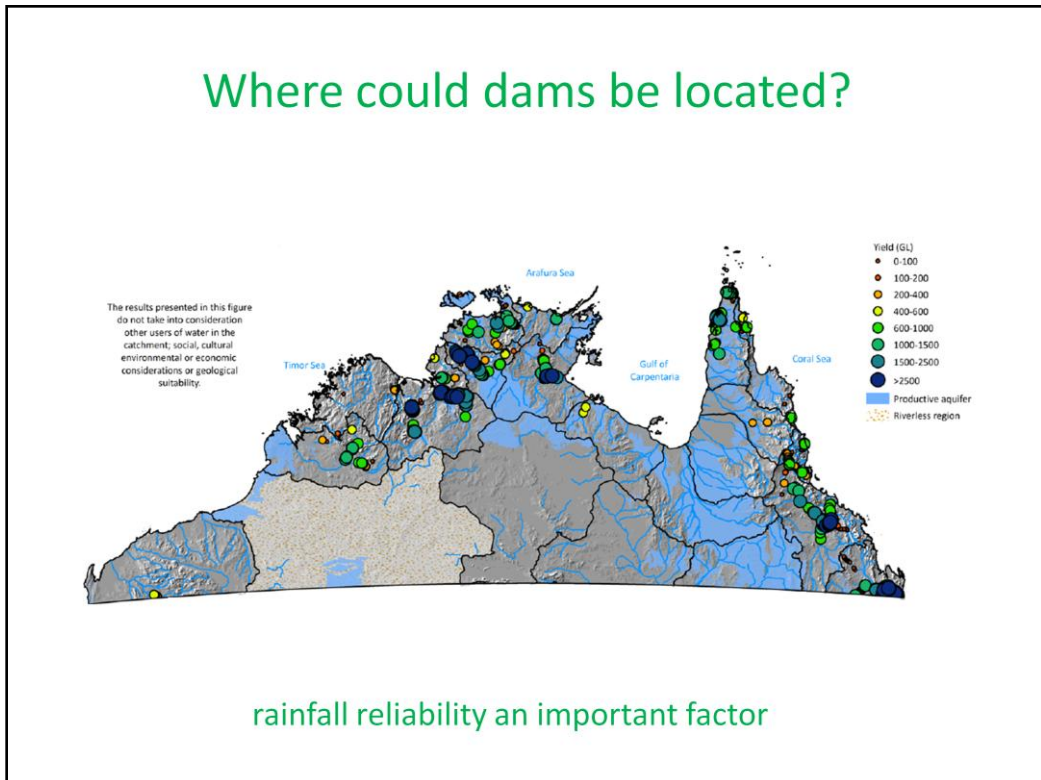 Where could dams be located?
The results presented in this figure
do not take into consideration
other users of water in the
catchment; social, cultural
environmental or economic
considerations or geological
suitability.
Timor Sea
Arafura Sea
Gulf of
Carpentaria
Coral Sea
Yield (GL)
0-100
100-200
200-400
400-600
600-1000
1000-1500
1500-2500
>2500
Productive aquifer
Riverless region
rainfall reliability an important factor